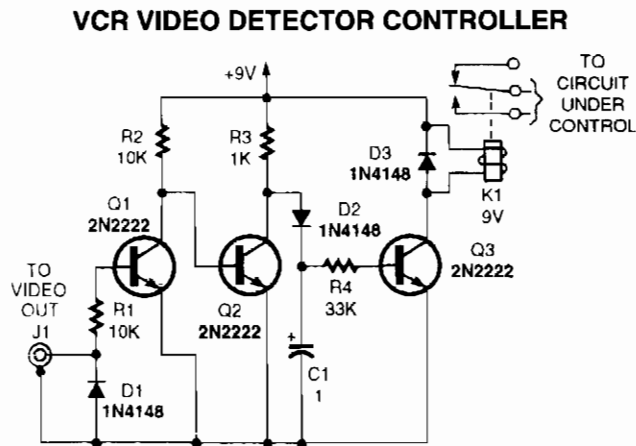 VCR VIDEO DETECTOR CONTROLLER
+9V
TO
CIRCUIT
UNDER
CONTROL
R2
10K
R3
1K
D3
1N4148
K1
9V
Q1
2N2222
D2
1N4148
Q3
2N2222
TO
VIDEO
OUT
J1
R1
10K
Q2
2N2222
R4
33K
D1
1N4148
+
C1
1